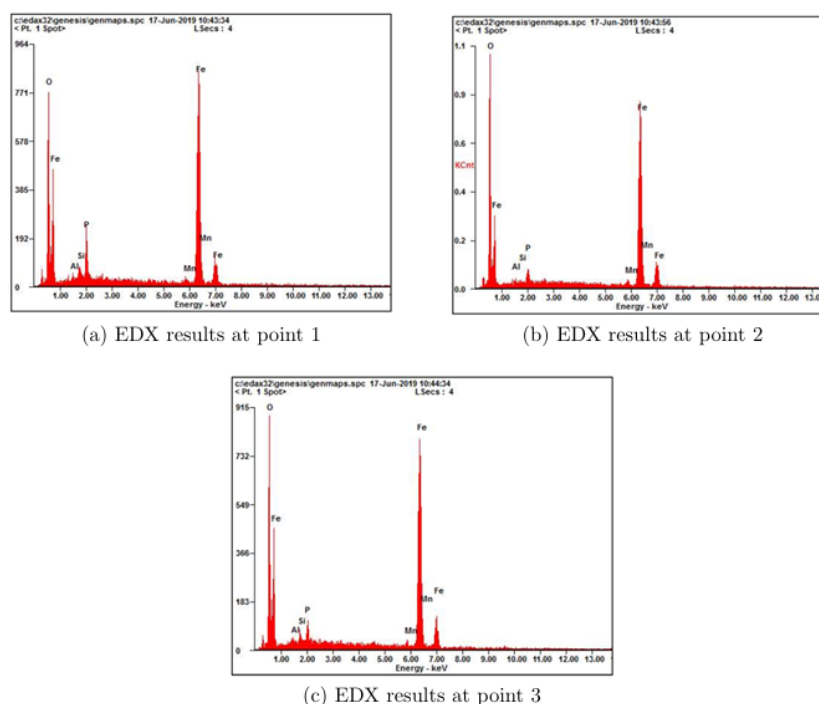 c:\edax32\genesis\genmaps.spc 17-Jun-2019 10:43:34
< Pt. 1 Spot> LSecs : 4
964
771
578
385
192
0
O
Fe
Al
Si
P
Mn
Fe
Mn
Fe
1.00 2.00 3.00 4.00 5.00 6.00 7.00 8.00 9.00 10.00 11.00 12.00 13.0
Energy - keV
(a) EDX results at point 1
c:\edax32\genesis\genmaps.spc 17-Jun-2019 10:43:56
< Pt. 1 Spot> LSecs : 4
1.1
0.9
0.6
KCnt
0.4
0.2
0.0
O
Fe
Al
Si
P
Mn
Fe
Mn
Fe
1.00 2.00 3.00 4.00 5.00 6.00 7.00 8.00 9.00 10.00 11.00 12.00 13.0
Energy - keV
(b) EDX results at point 2
c:\edax32\genesis\genmaps.spc 17-Jun-2019 10:44:34
< Pt. 1 Spot> LSecs : 4
915
732
549
366
183
0
O
Fe
Al
Si
P
Mn
Fe
Mn
Fe
1.00 2.00 3.00 4.00 5.00 6.00 7.00 8.00 9.00 10.00 11.00 12.00 13.00
Energy - keV
(c) EDX results at point 3